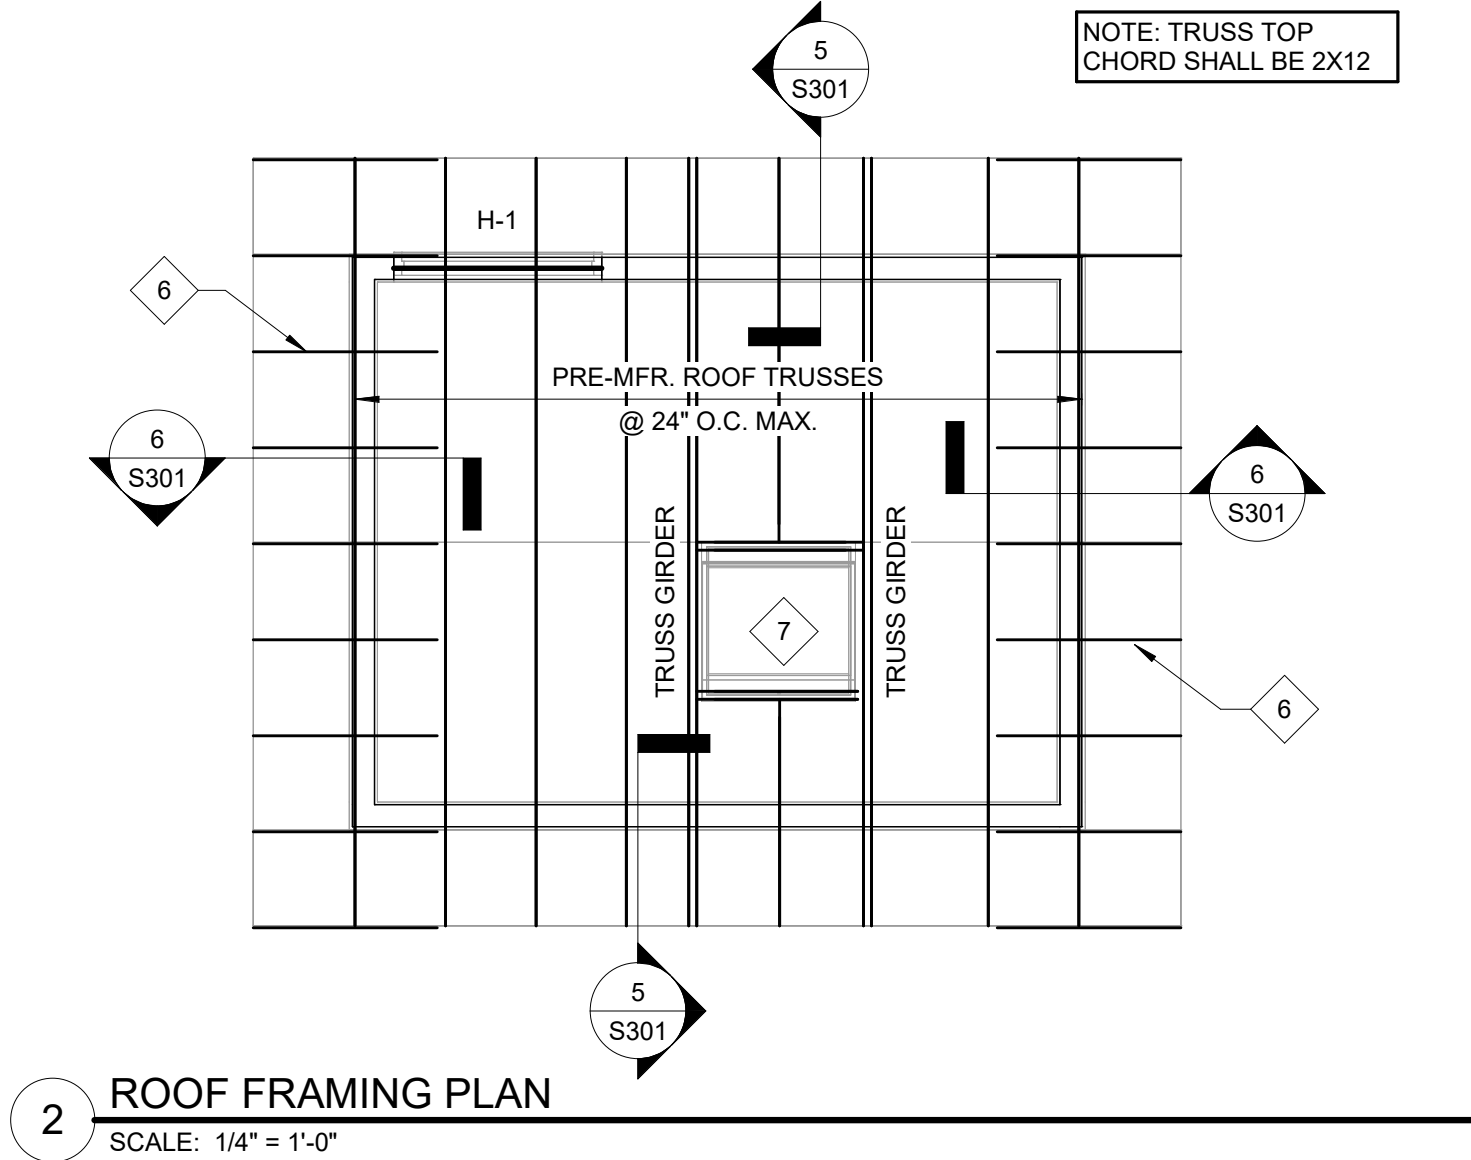 5
S301
NOTE: TRUSS TOP
CHORD SHALL BE 2X12
H-1
6
PRE-MFR. ROOF TRUSSES
@ 24" O.C. MAX.
6
S301
6
S301
TRUSS GIRDER
TRUSS GIRDER
7
6
5
S301
2
ROOF FRAMING PLAN
SCALE: 1/4" = 1'-0"